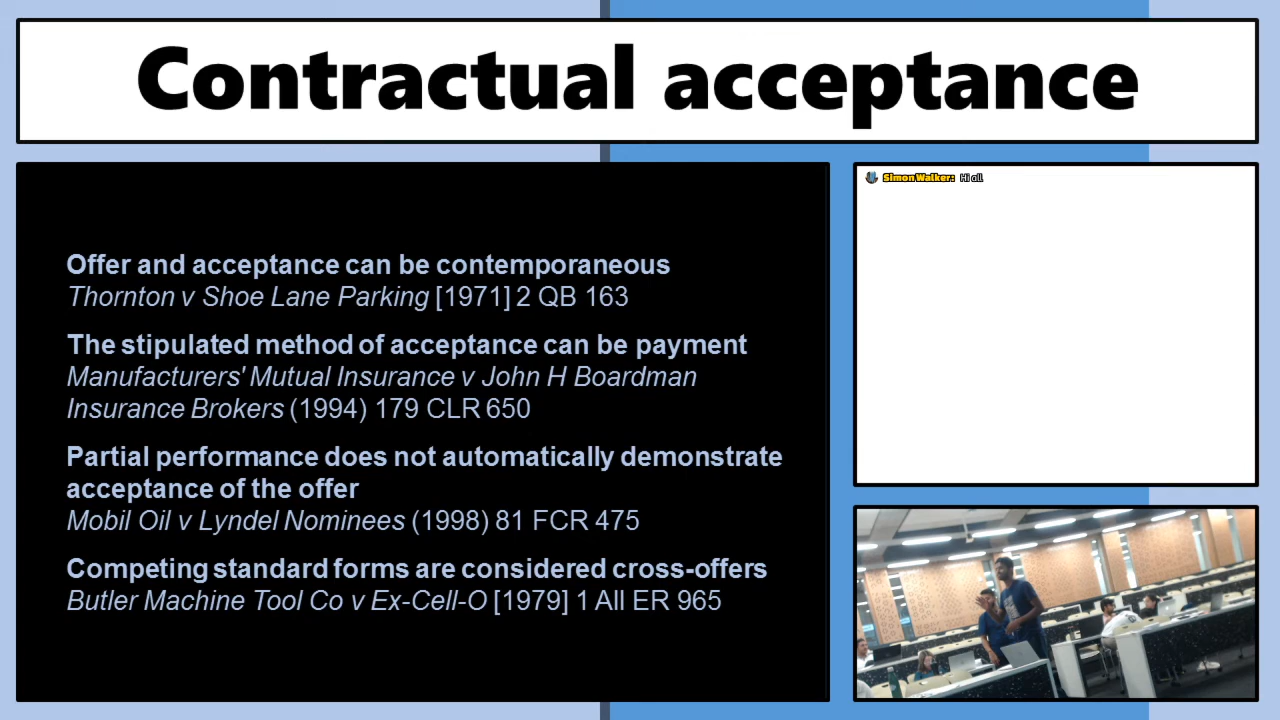 Contractual acceptance
Offer and acceptance can be contemporaneous
Thornton v Shoe Lane Parking [1971] 2 QB 163
The stipulated method of acceptance can be payment
Manufacturers' Mutual Insurance v John H Boardman
Insurance Brokers (1994) 179 CLR 650
Partial performance does not automatically demonstrate
acceptance of the offer
Mobil Oil v Lyndel Nominees (1998) 81 FCR 475
Competing standard forms are considered cross-offers
Butler Machine Tool Co v Ex-Cell-O [1979] 1 All ER 965
Simon Walker: Hi all